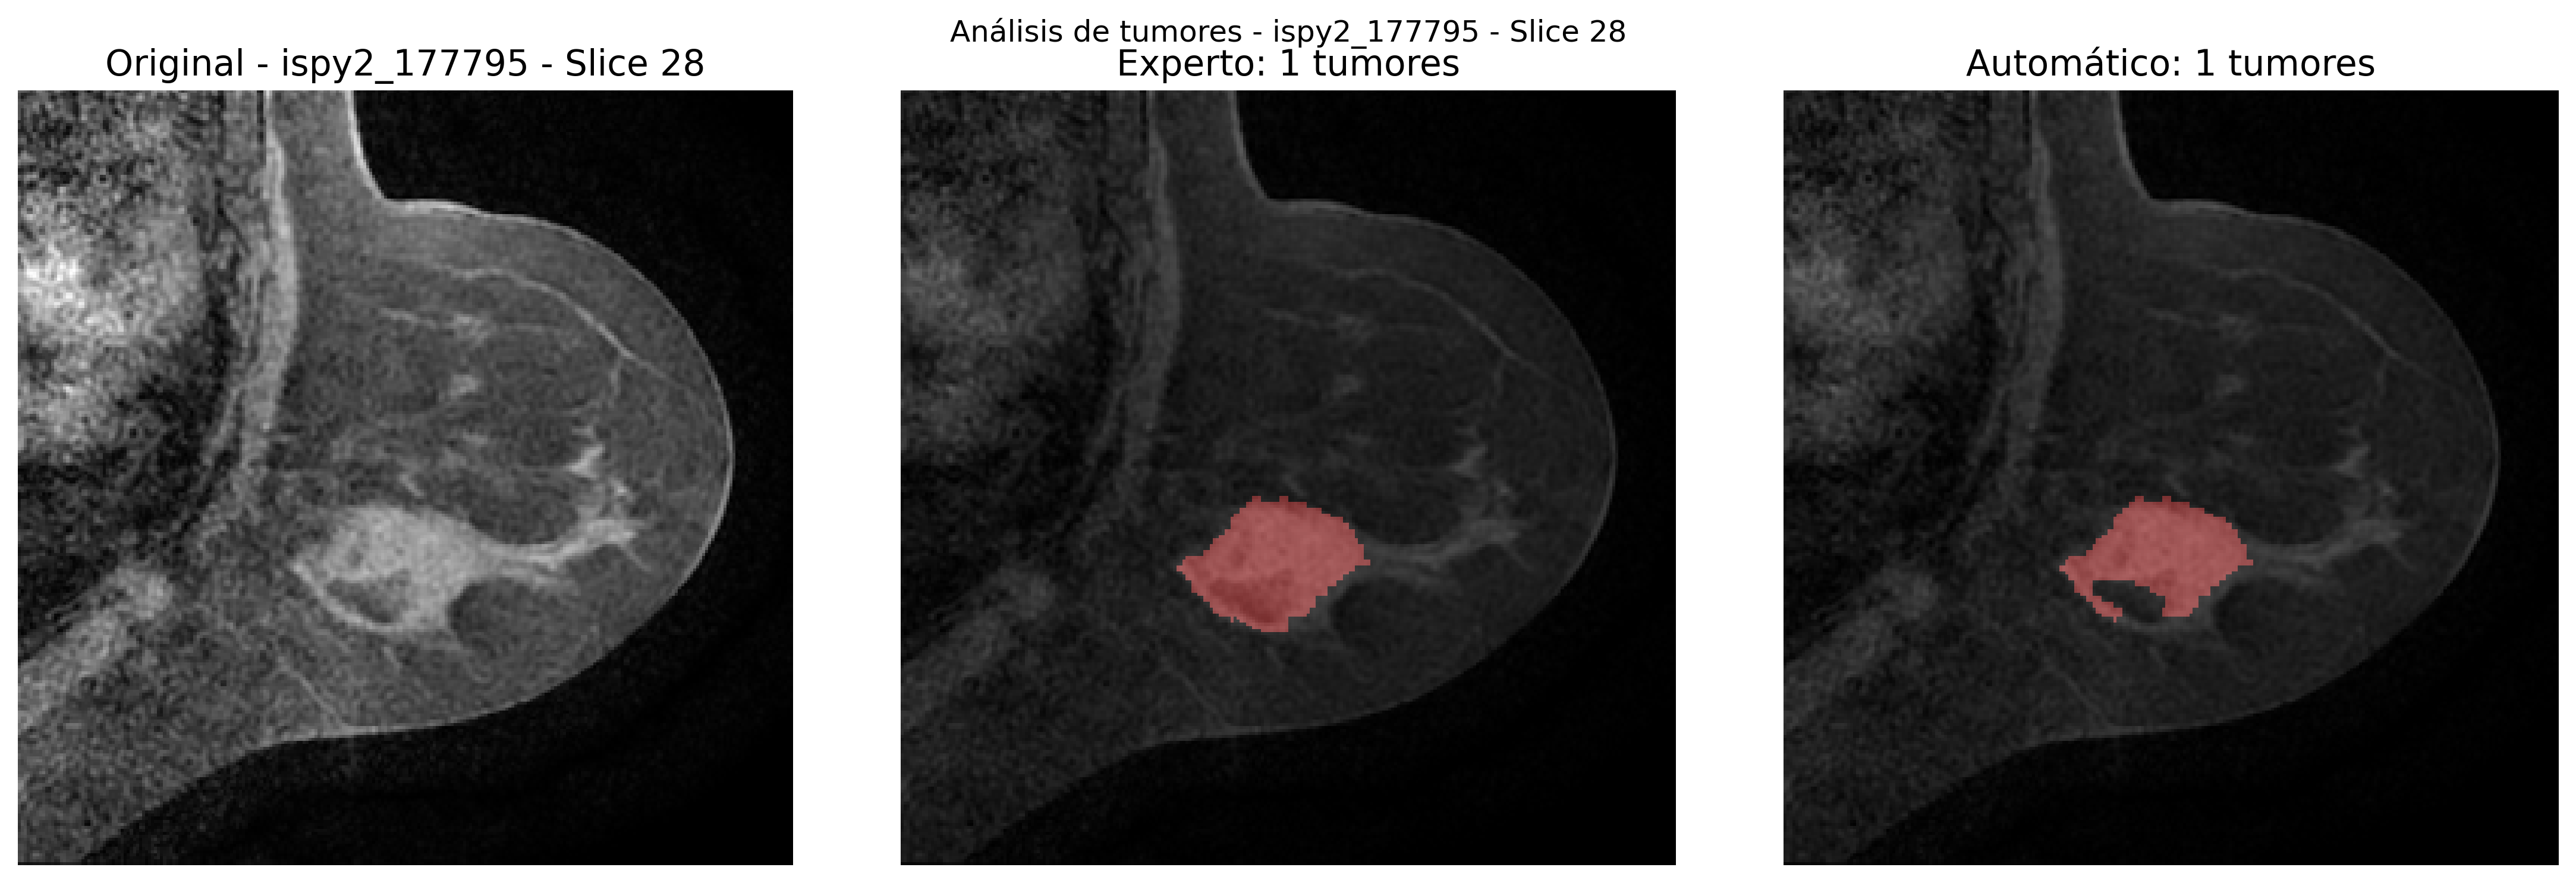 Análisis de tumores - ispy2_177795 - Slice 28
Original - ispy2_177795 - Slice 28
Experto: 1 tumores
Automático: 1 tumores